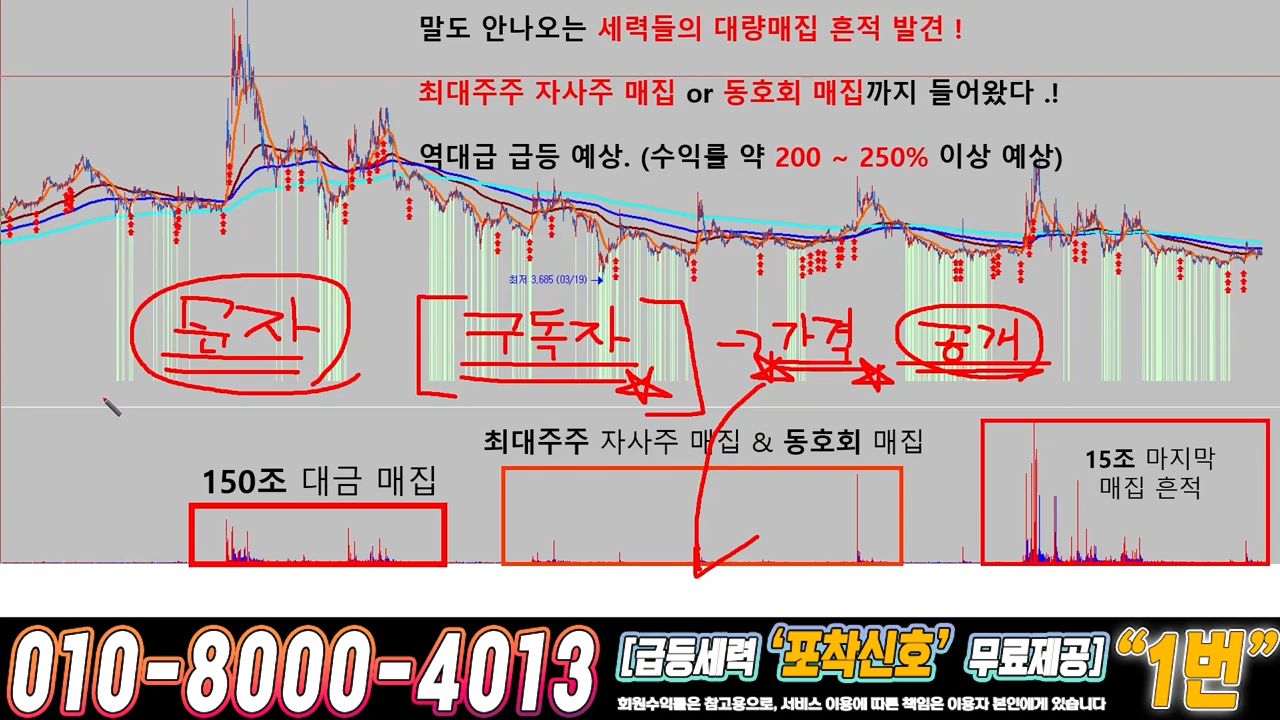 말도 안나오는 세력들의 대량매집 흔적 발견 !
최대주주 자사주 매집 or 동호회 매집까지 들어왔다 .!
역대급 급등 예상. (수익률 약 200 ~ 250% 이상 예상)
최저 3,685 (03/19)
문자 구독자 → 가격 공개
최대주주 자사주 매집 & 동호회 매집
150조 대금 매집
15조 마지막
매집 흔적
010-8000-4013
[급등세력 '포착신호' 무료제공] "1번"
회원수익률은 참고용으로, 서비스 이용에 따른 책임은 이용자 본인에게 있습니다